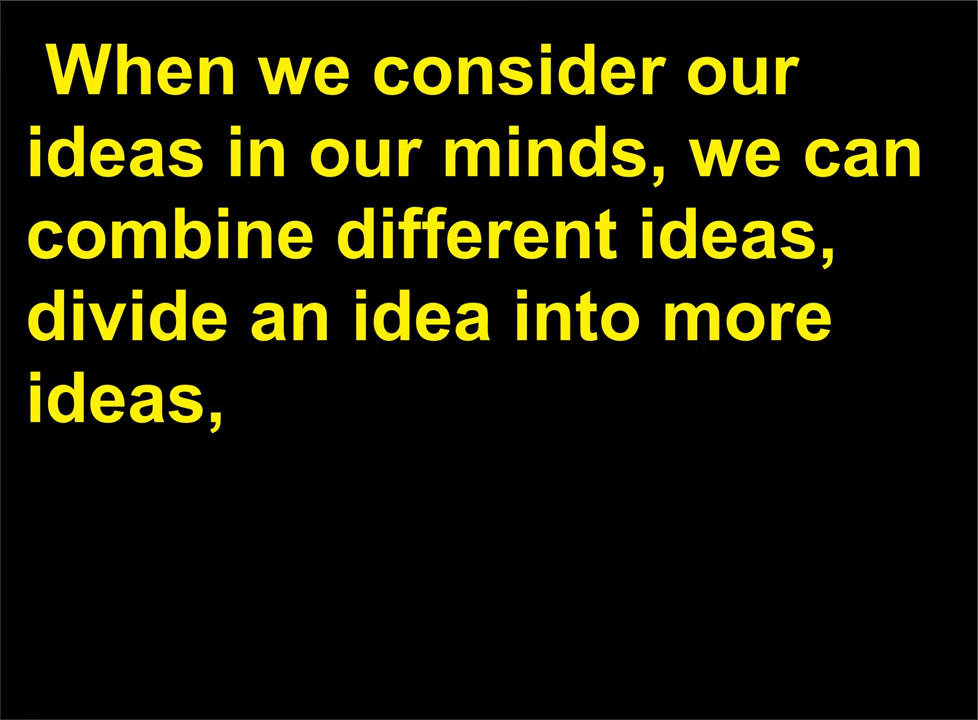 When we consider our
ideas in our minds, we can
combine different ideas,
divide an idea into more
ideas,